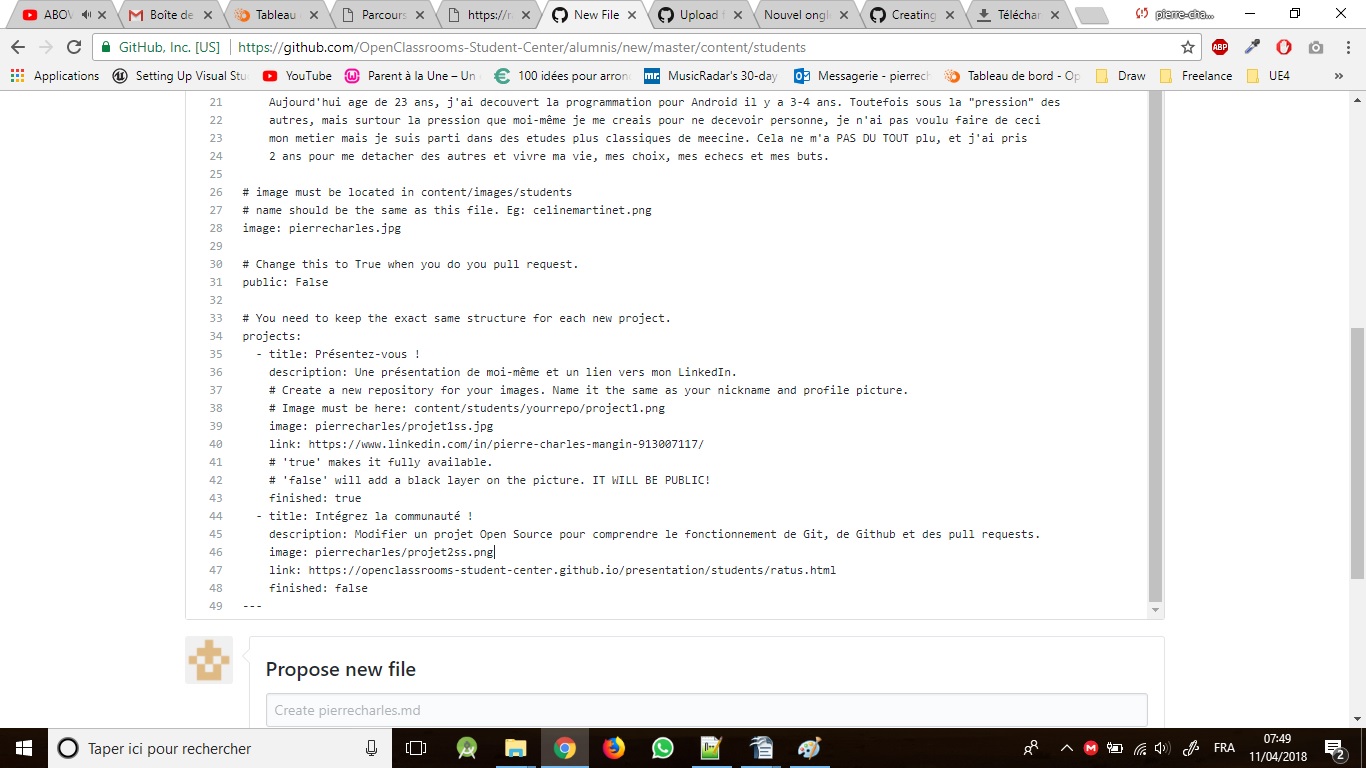 ABOV
Boîte de
Tableau
Parcours
https://r
New File
Upload f
Nouvel ongl
Creating
Téléchar
pierre-cha...
GitHub, Inc. [US] https://github.com/OpenClassrooms-Student-Center/alumnis/new/master/content/students
ABP
Applications
Setting Up Visual Stu
YouTube
Parent à la Une – Un
100 idées pour arron
mr MusicRadar's 30-day
Messagerie - pierrech
Tableau de bord - Op
Draw
Freelance
UE4
»
21 Aujourd'hui age de 23 ans, j'ai decouvert la programmation pour Android il y a 3-4 ans. Toutefois sous la "pression" des
22 autres, mais surtour la pression que moi-même je me creais pour ne decevoir personne, je n'ai pas voulu faire de ceci
23 mon metier mais je suis parti dans des etudes plus classiques de meecine. Cela ne m'a PAS DU TOUT plu, et j'ai pris
24 2 ans pour me detacher des autres et vivre ma vie, mes choix, mes echecs et mes buts.
25
26 # image must be located in content/images/students
27 # name should be the same as this file. Eg: celinemartinet.png
28 image: pierrecharles.jpg
29
30 # Change this to True when you do you pull request.
31 public: False
32
33 # You need to keep the exact same structure for each new project.
34 projects:
35 - title: Présentez-vous !
36 description: Une présentation de moi-même et un lien vers mon LinkedIn.
37 # Create a new repository for your images. Name it the same as your nickname and profile picture.
38 # Image must be here: content/students/yourrepo/project1.png
39 image: pierrecharles/projet1ss.jpg
40 link: https://www.linkedin.com/in/pierre-charles-mangin-913007117/
41 # 'true' makes it fully available.
42 # 'false' will add a black layer on the picture. IT WILL BE PUBLIC!
43 finished: true
44 - title: Intégrez la communauté !
45 description: Modifier un projet Open Source pour comprendre le fonctionnement de Git, de Github et des pull requests.
46 image: pierrecharles/projet2ss.png
47 link: https://openclassrooms-student-center.github.io/presentation/students/ratus.html
48 finished: false
49 ---
Propose new file
Create pierrecharles.md
Taper ici pour rechercher
FRA
07:49
11/04/2018
2